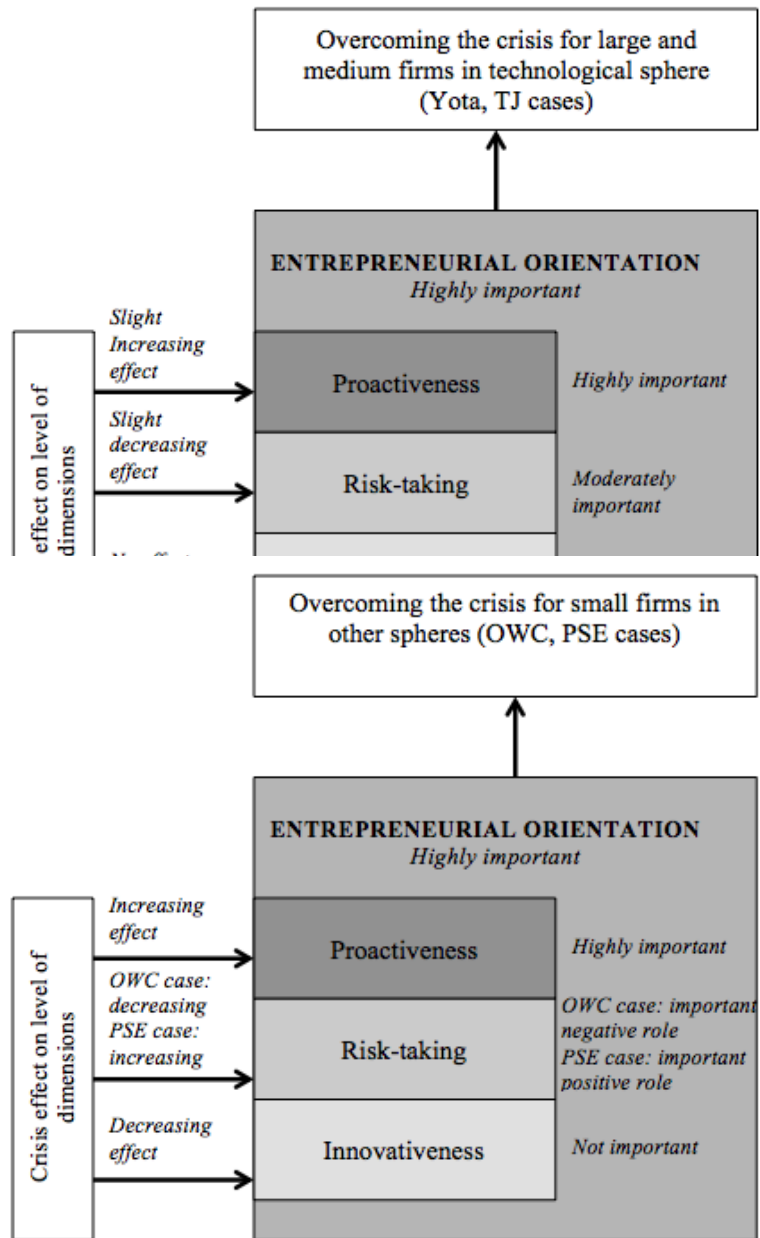 Overcoming the crisis for large and
medium firms in technological sphere
(Yota, TJ cases)
ENTREPRENEURIAL ORIENTATION
Highly important
Slight
Increasing
effect
Proactiveness
Highly important
Slight
decreasing
effect
Risk-taking
Moderately
important
effect on level of
dimensions
Overcoming the crisis for small firms in
other spheres (OWC, PSE cases)
ENTREPRENEURIAL ORIENTATION
Highly important
Crisis effect on level of
dimensions
Increasing
effect
Proactiveness
Highly important
OWC case:
decreasing
PSE case:
increasing
Risk-taking
OWC case: important
negative role
PSE case: important
positive role
Decreasing
effect
Innovativeness
Not important